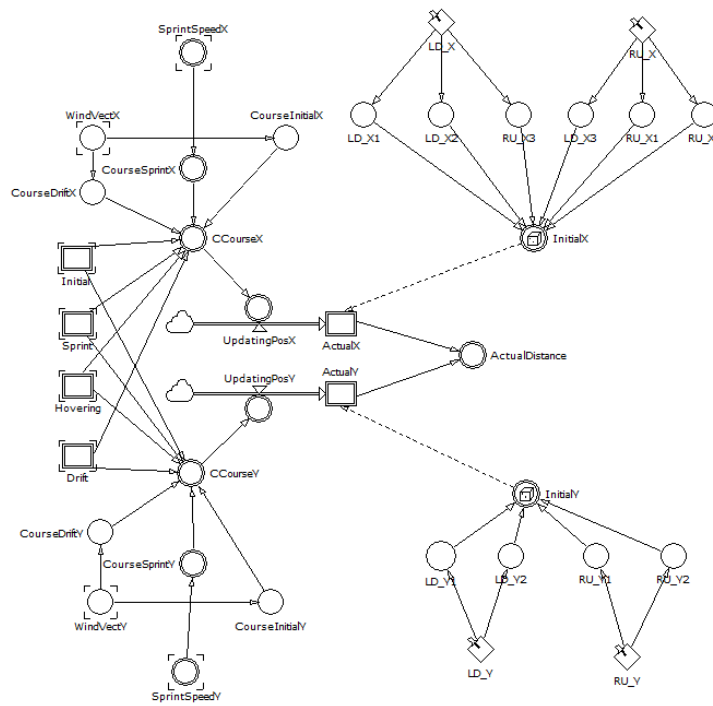 SprintSpeedX
LD_X
RU_X
WindVectX
CourseInitialX
LD_X1
LD_X2
RU_X3
LD_X3
RU_X1
RU_X
CourseSprintX
CourseDriftX
CCourseX
InitialX
Initial
Sprint
UpdatingPosX
ActualX
ActualDistance
UpdatingPosY
ActualY
Hovering
Drift
CCourseY
InitialY
CourseDriftY
CourseSprintY
LD_Y1
LD_Y2
RU_Y1
RU_Y2
WindVectY
CourseInitialY
LD_Y
RU_Y
SprintSpeedY